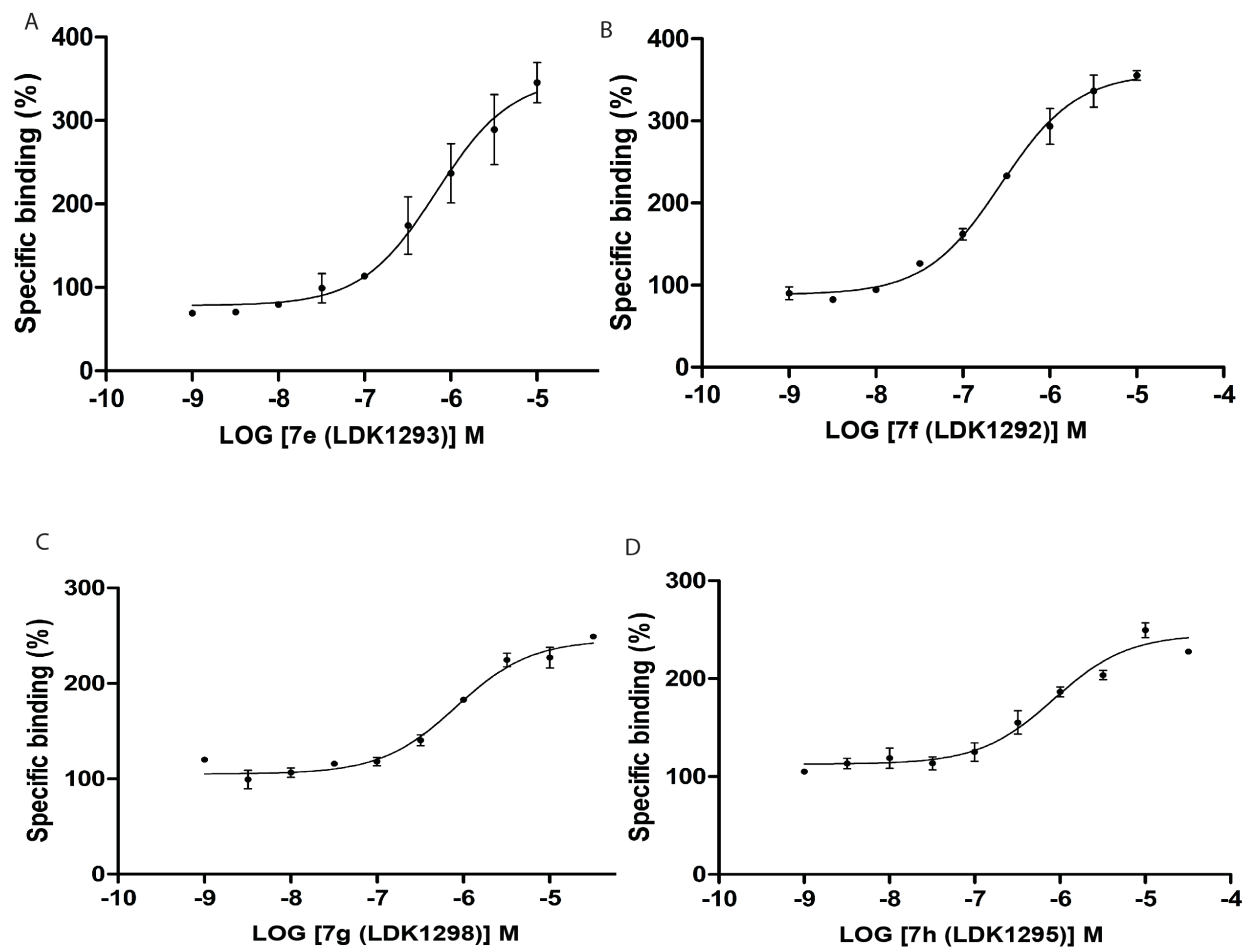 A
Specific binding (%)
400
300
200
100
0
-10 -9 -8 -7 -6 -5
LOG [7e (LDK1293)] M
B
Specific binding (%)
400
300
200
100
0
-10 -9 -8 -7 -6 -5 -4
LOG [7f (LDK1292)] M
C
Specific binding (%)
300
200
100
0
-10 -9 -8 -7 -6 -5
LOG [7g (LDK1298)] M
D
Specific binding (%)
300
200
100
0
-10 -9 -8 -7 -6 -5 -4
LOG [7h (LDK1295)] M